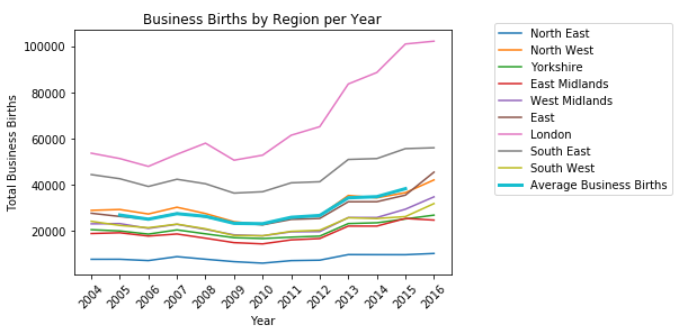 Business Births by Region per Year
Total Business Births
100000
80000
60000
40000
20000
2004
2005
2006
2007
2008
2009
2010
2011
2012
2013
2014
2015
2016
Year
North East
North West
Yorkshire
East Midlands
West Midlands
East
London
South East
South West
Average Business Births